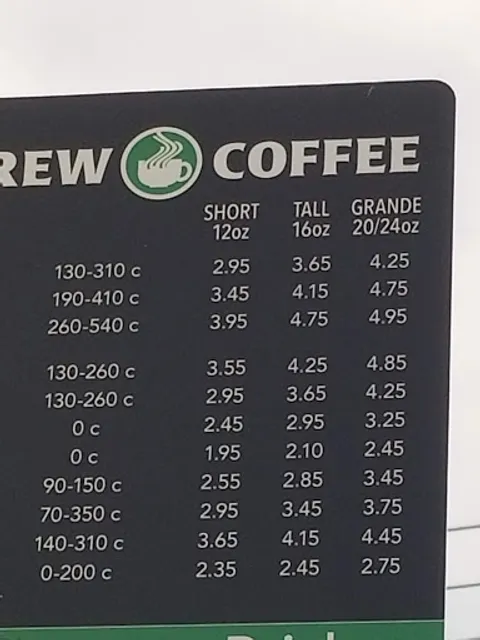 REW COFFEE
SHORT TALL GRANDE
12oz 16oz 20/24oz
130-310 c 2.95 3.65 4.25
190-410 c 3.45 4.15 4.75
260-540 c 3.95 4.75 4.95
130-260 c 3.55 4.25 4.85
130-260 c 2.95 3.65 4.25
0 c 2.45 2.95 3.25
0 c 1.95 2.10 2.45
90-150 c 2.55 2.85 3.45
70-350 c 2.95 3.45 3.75
140-310 c 3.65 4.15 4.45
0-200 c 2.35 2.45 2.75